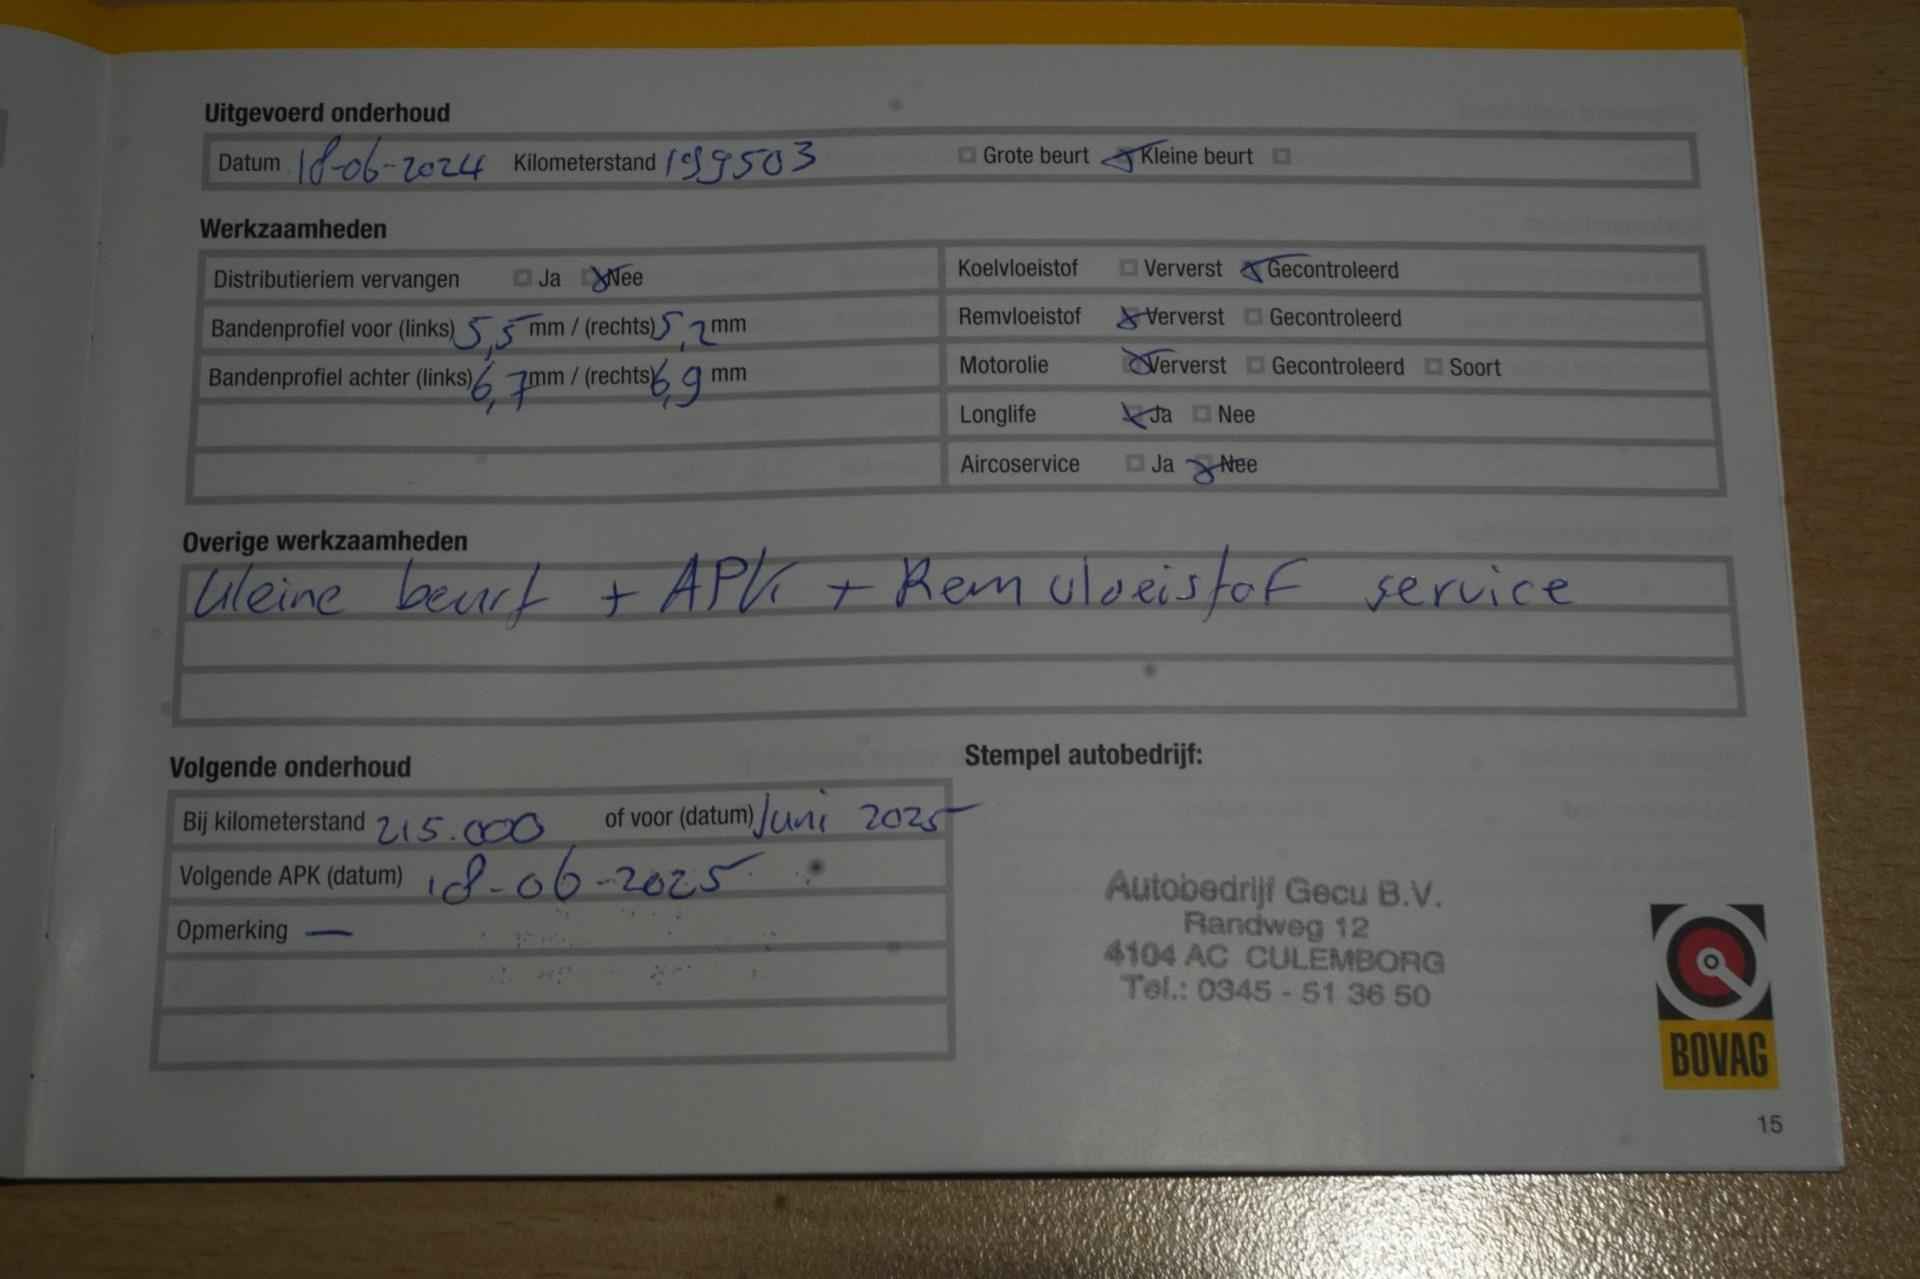 Uitgevoerd onderhoud
Datum 18-06-2024 Kilometerstand 199503 Grote beurt Kleine beurt
Werkzaamheden
Distributieriem vervangen Ja Nee
Bandenprofiel voor (links) 5,5 mm / (rechts) 5,2 mm
Bandenprofiel achter (links) 6,7 mm / (rechts) 6,9 mm
Koelvloeistof Ververst Gecontroleerd
Remvloeistof Ververst Gecontroleerd
Motorolie Ververst Gecontroleerd Soort
Longlife Ja Nee
Aircoservice Ja Nee
Overige werkzaamheden
Kleine beurt + APK + Remvloeistof service
Volgende onderhoud
Bij kilometerstand 215.000 of voor (datum) Juni 2025
Volgende APK (datum) 18-06-2025
Opmerking —
Stempel autobedrijf:
Autobedrijf Gecu B.V.
Randweg 12
4104 AC CULEMBORG
Tel.: 0345 - 51 36 50
BOVAG
15